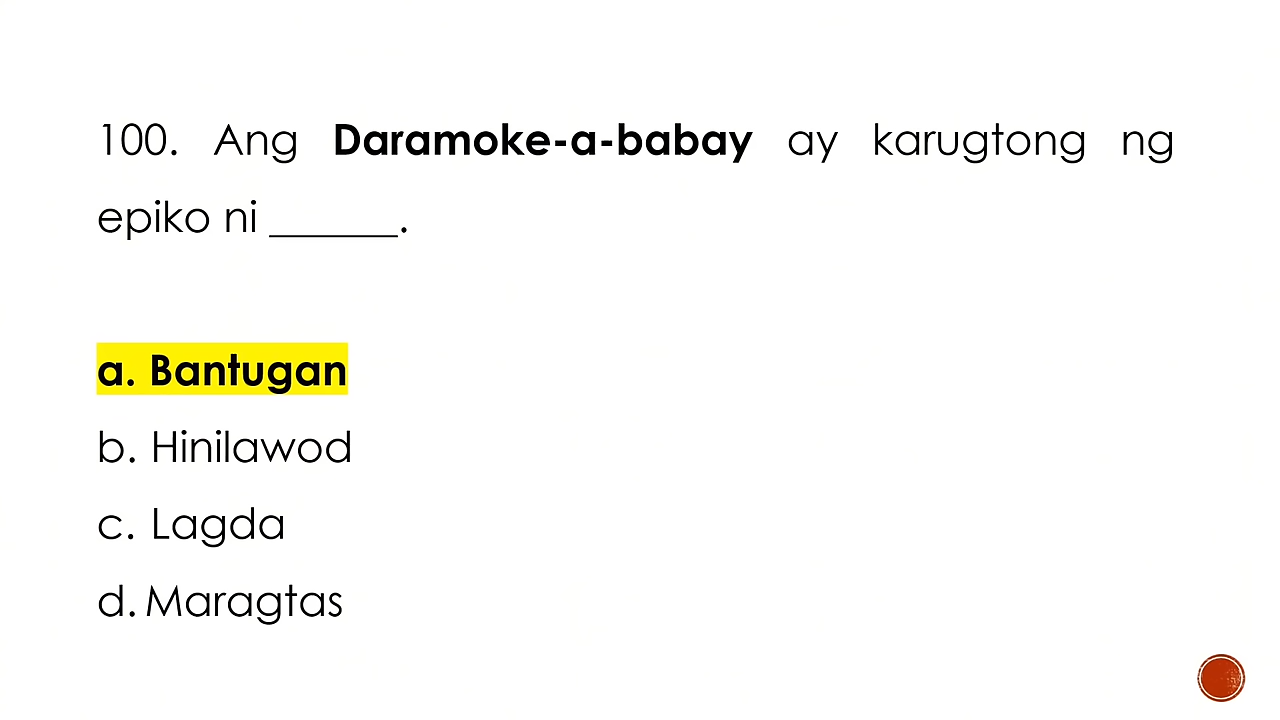 100. Ang Daramoke-a-babay ay karugtong ng
epiko ni ______.
a. Bantugan
b. Hinilawod
c. Lagda
d. Maragtas